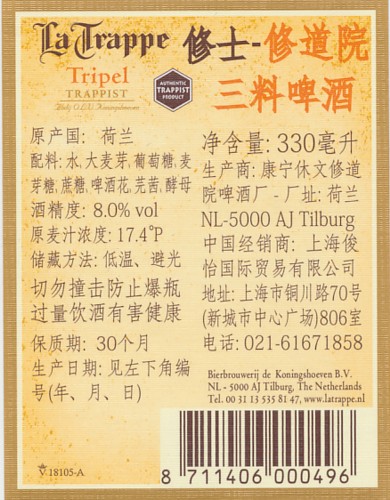 La Trappe 修士-修道院
Tripel
TRAPPIST
AUTHENTIC
TRAPPIST
PRODUCT
三料啤酒
原产国: 荷兰
配料: 水,大麦芽,葡萄糖,麦
芽糖,蔗糖,啤酒花,芫茜,酵母
酒精度: 8.0% vol
原麦汁浓度: 17.4°P
储藏方法: 低温、避光
切勿撞击防止爆瓶
过量饮酒有害健康
保质期: 30个月
生产日期: 见左下角编
号(年、月、日)
净含量: 330毫升
生产商: 康宁休文修道
院啤酒厂 - 厂址: 荷兰
NL-5000 AJ Tilburg
中国经销商: 上海俊
怡国际贸易有限公司
地址: 上海市铜川路70号
(新城市中心广场)806室
电话: 021-61671858
Bierbrouwerij de Koningshoeven B.V.
NL - 5000 AJ Tilburg, The Netherlands
Tel. 00 31 13 535 81 47, www.latrappe.nl
V 18105-A
8 711406 000496